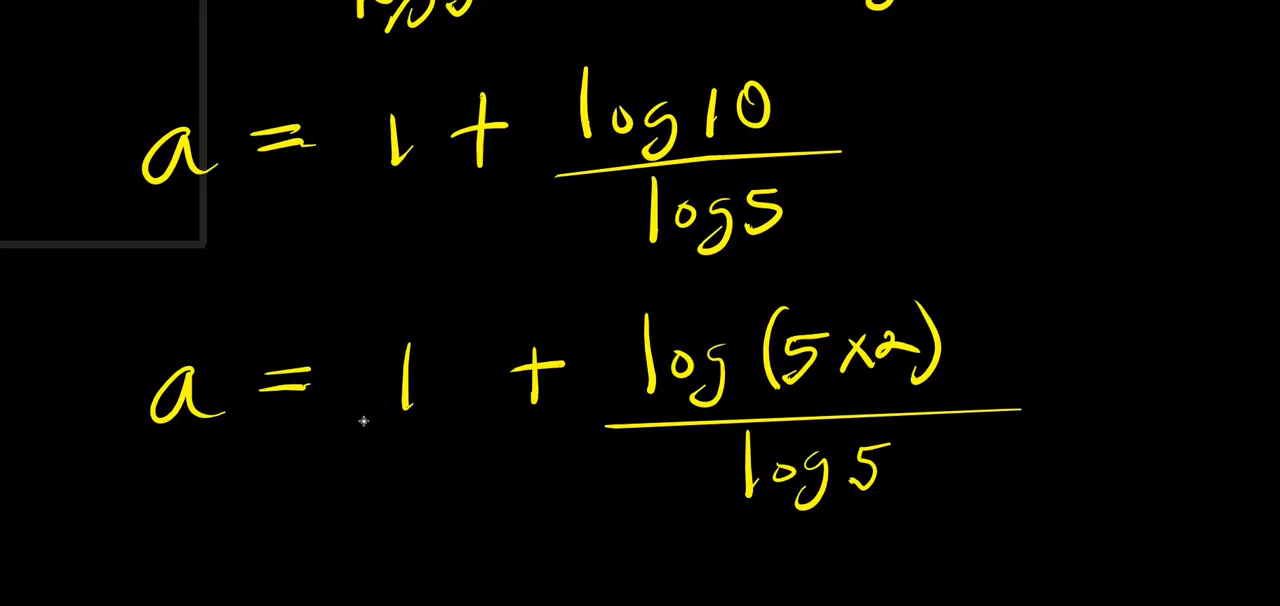 a = 1 + log10 / log5
a = 1 + log(5×2) / log5